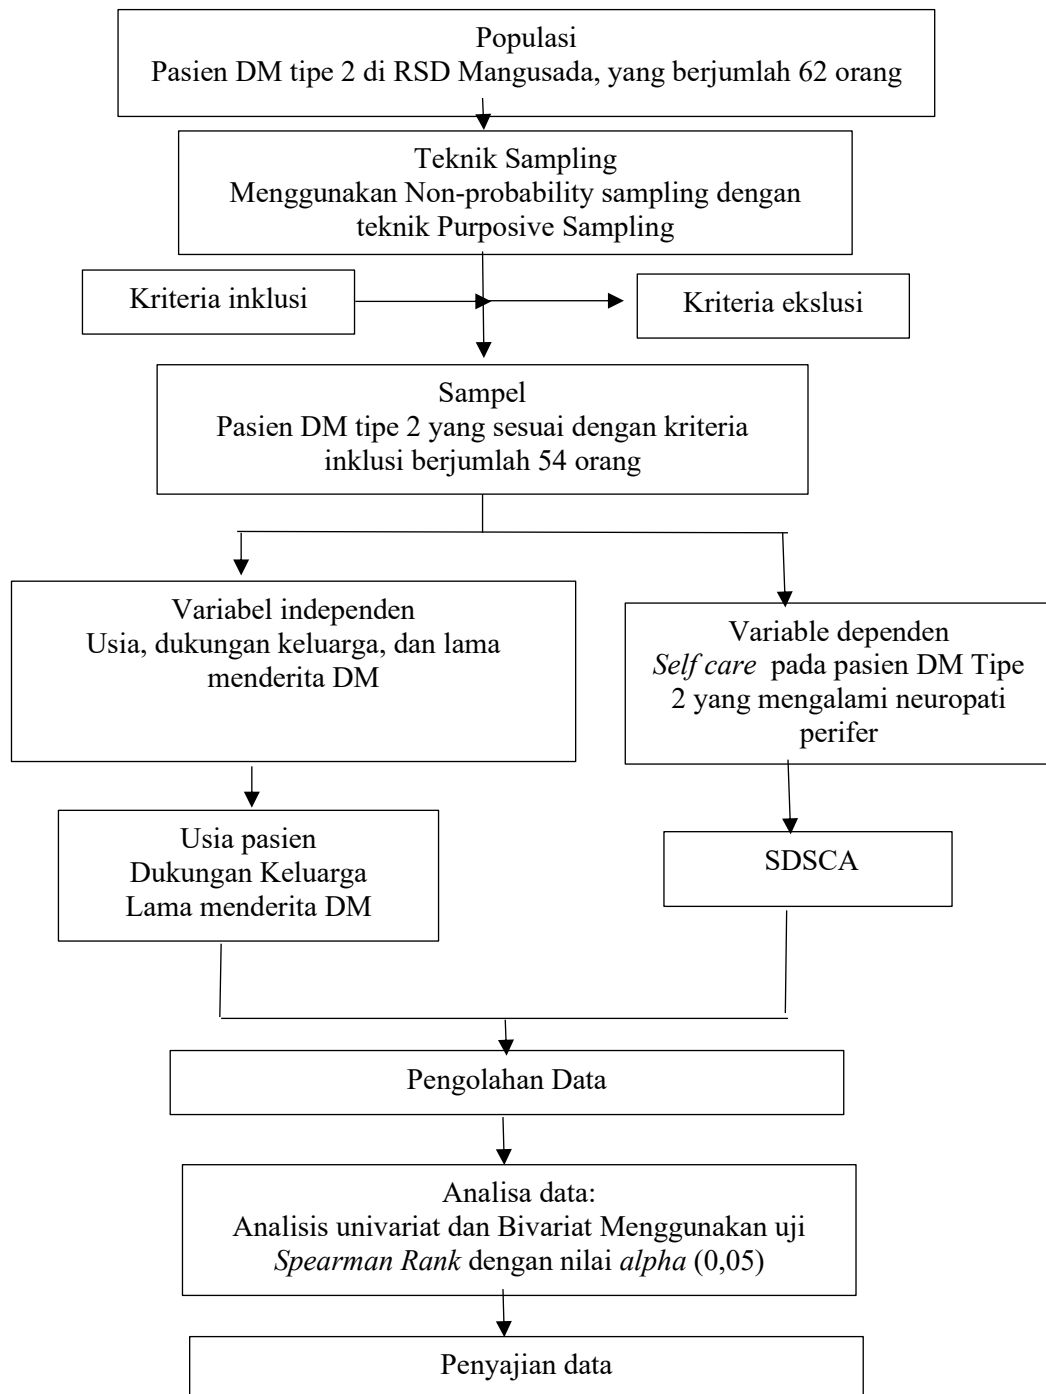 Populasi
Pasien DM tipe 2 di RSD Mangusada, yang berjumlah 62 orang
Teknik Sampling
Menggunakan Non-probability sampling dengan
teknik Purposive Sampling
Kriteria inklusi
Kriteria ekslusi
Sampel
Pasien DM tipe 2 yang sesuai dengan kriteria
inklusi berjumlah 54 orang
Variabel independen
Usia, dukungan keluarga, dan lama
menderita DM
Variable dependen
Self care pada pasien DM Tipe
2 yang mengalami neuropati
perifer
Usia pasien
Dukungan Keluarga
Lama menderita DM
SDSCA
Pengolahan Data
Analisa data:
Analisis univariat dan Bivariat Menggunakan uji
Spearman Rank dengan nilai alpha (0,05)
Penyajian data